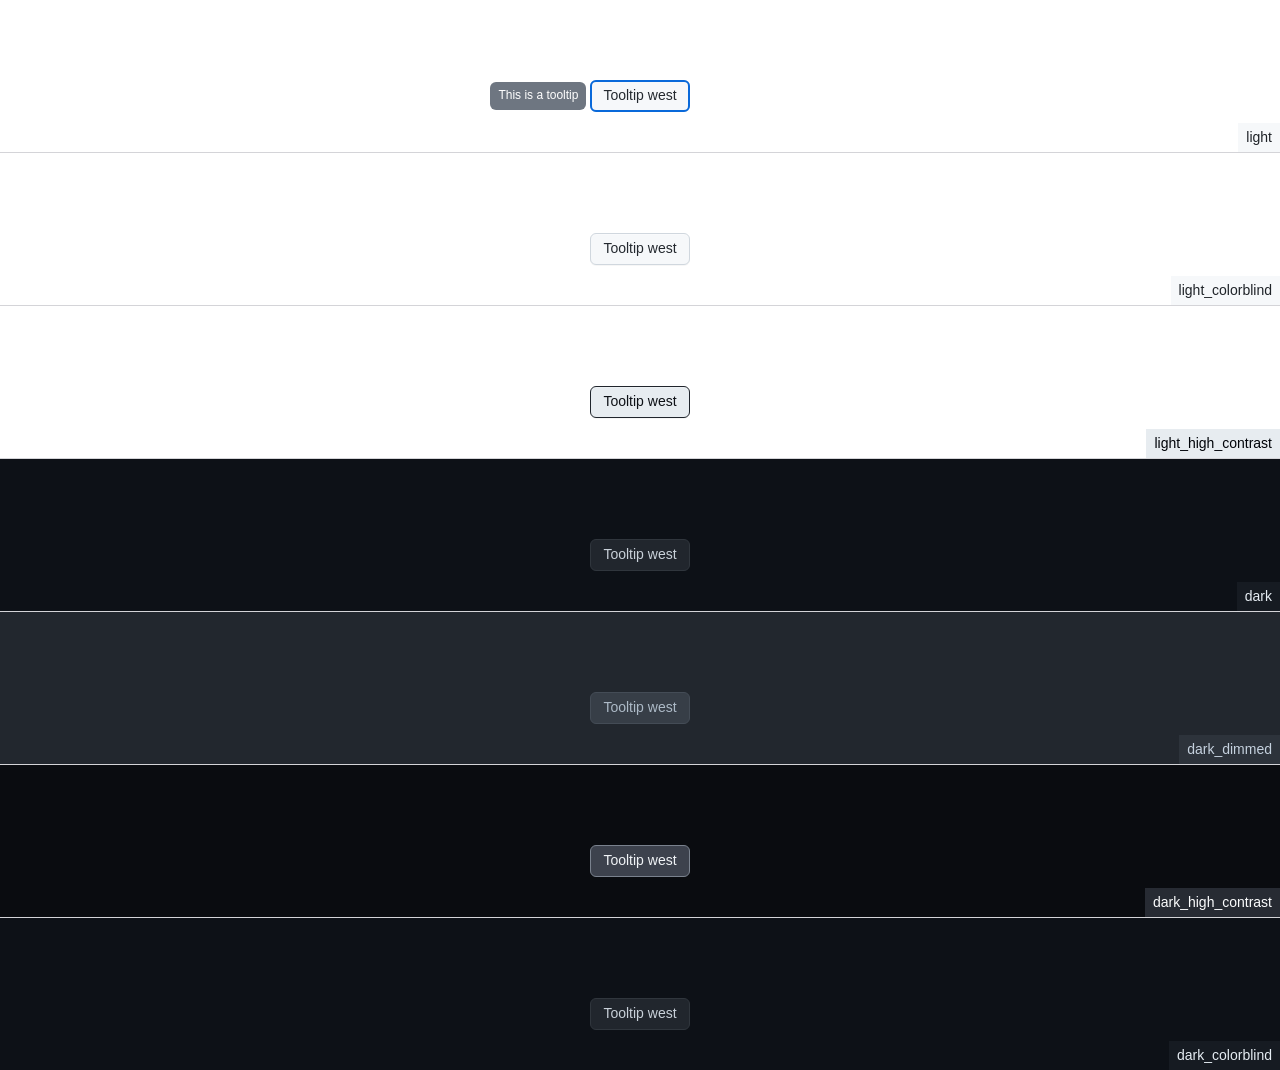 This is a tooltip
Tooltip west
light
Tooltip west
light_colorblind
Tooltip west
light_high_contrast
Tooltip west
dark
Tooltip west
dark_dimmed
Tooltip west
dark_high_contrast
Tooltip west
dark_colorblind